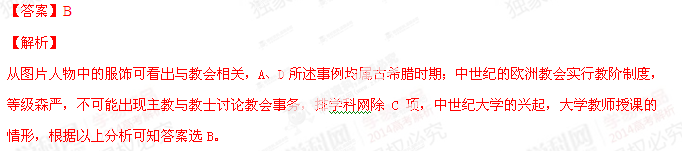 【答案】B
【解析】
从图片人物中的服饰可看出与教会相关，A、D 所述事例均属古希腊时期；中世纪的欧洲教会实行教阶制度，
等级森严，不可能出现主教与教士讨论教会事务，排学科网除 C 项，中世纪大学的兴起，大学教师授课的
情形，根据以上分析可知答案选 B。